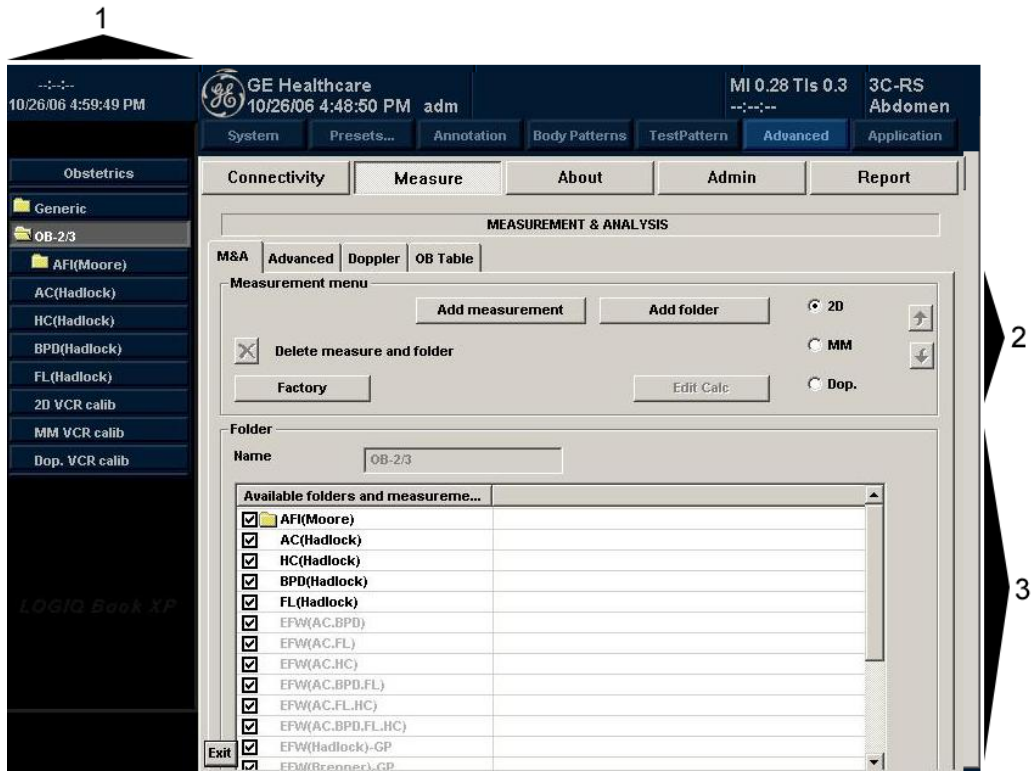 1
--:--:--
10/26/06 4:59:49 PM
GE Healthcare
10/26/06 4:48:50 PM adm
MI 0.28 TIs 0.3
--:--:--
3C-RS
Abdomen
System Presets... Annotation Body Patterns TestPattern Advanced Application
Connectivity Measure About Admin Report
Obstetrics
Generic
OB-2/3
AFI(Moore)
AC(Hadlock)
HC(Hadlock)
BPD(Hadlock)
FL(Hadlock)
2D VCR calib
MM VCR calib
Dop. VCR calib
LOGIQ Book XP
MEASUREMENT & ANALYSIS
M&A Advanced Doppler OB Table
Measurement menu
Add measurement Add folder 2D
Delete measure and folder MM
Factory Edit Calc Dop.
2
Folder
Name OB-2/3
Available folders and measureme...
AFI(Moore)
AC(Hadlock)
HC(Hadlock)
BPD(Hadlock)
FL(Hadlock)
EFW(AC.BPD)
EFW(AC.FL)
EFW(AC.HC)
EFW(AC.BPD.FL)
EFW(AC.FL.HC)
EFW(AC.BPD.FL.HC)
EFW(Hadlock)-GP
EFW(Brenner)-GP
Exit
3